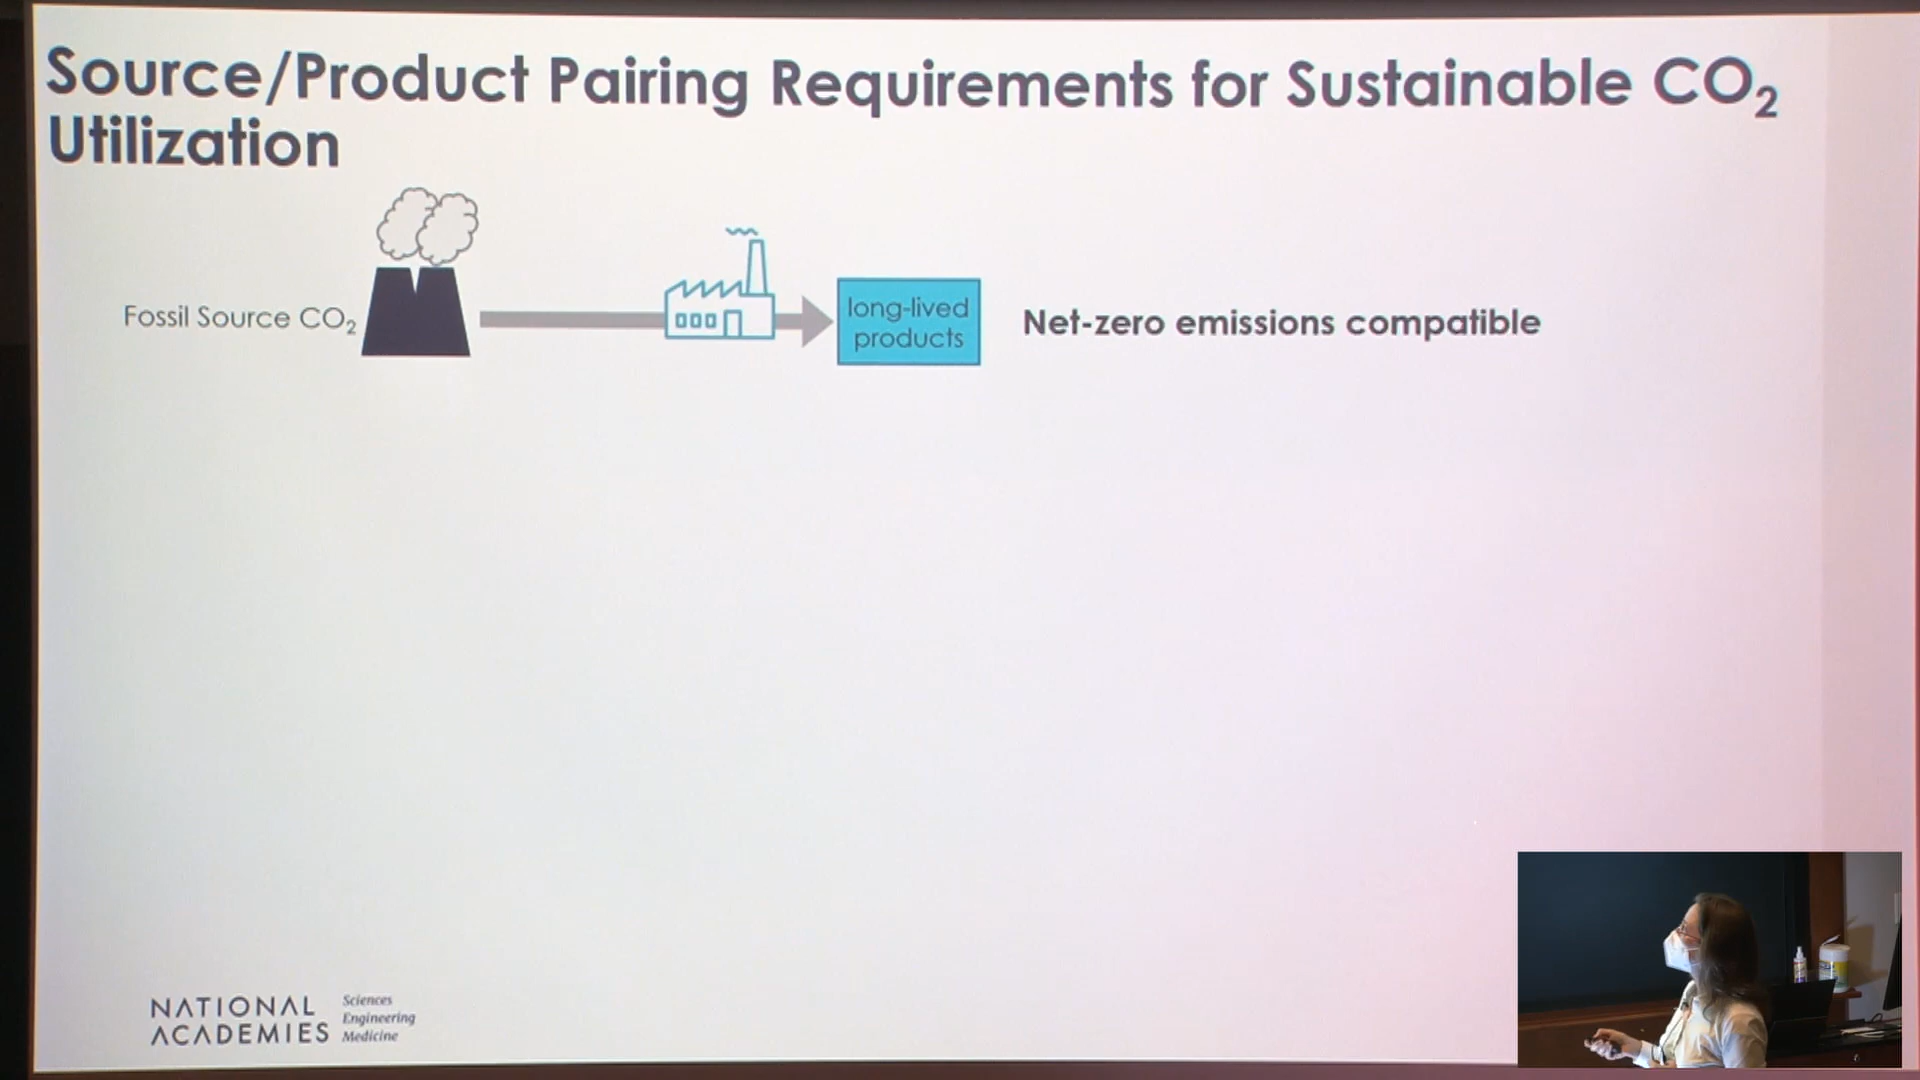 Source/Product Pairing Requirements for Sustainable CO₂
Utilization
Fossil Source CO₂
long-lived
products
Net-zero emissions compatible
NATIONAL
ACADEMIES
Sciences
Engineering
Medicine